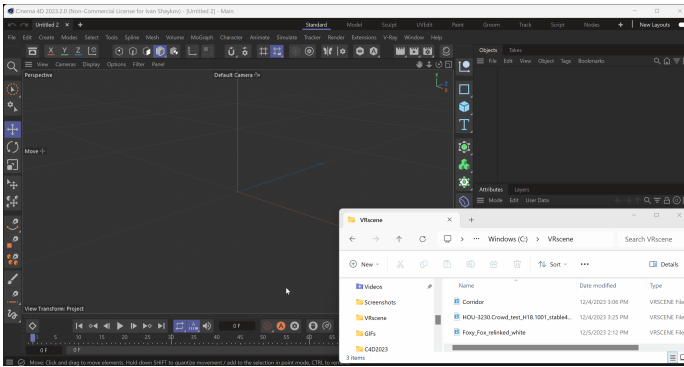 Cinema 4D 2023.2.0 (Non-Commercial License for Ivan Shaykov) - [Untitled 2] - Main
Untitled 2 × + Standard Model Sculpt UVEdit Paint Groom Track Script Nodes + New Layouts
File Edit Create Modes Select Tools Spline Mesh Volume MoGraph Character Animate Simulate Tracker Render Extensions V-Ray Window Help
X Y Z
Objects Takes
View Cameras Display Options Filter Panel
File Edit View Object Tags Bookmarks
Perspective
Default Camera
Y
Z
T
Move
Attributes Layers
Mode Edit User Data
VRscene × +
Windows (C:) > VRscene
Search VRscene
New
Sort
Details
Videos
Screenshots
VRscene
GIFs
C4D2023
Name Date modified Type
Corridor 12/4/2023 3:06 PM VRSCENE File
HOU-3230.Crowd_test_H18.1001_stable4... 12/4/2023 3:25 PM VRSCENE File
Foxy_Fox_relinked_white 12/5/2023 2:12 PM VRSCENE File
3 items
View Transform: Project
0 F
5 10 15 20 25 30 35 40 45 50 55 60 65
0 F 0 F
Move: Click and drag to move elements. Hold down SHIFT to quantize movement / add to the selection in point mode, CTRL to